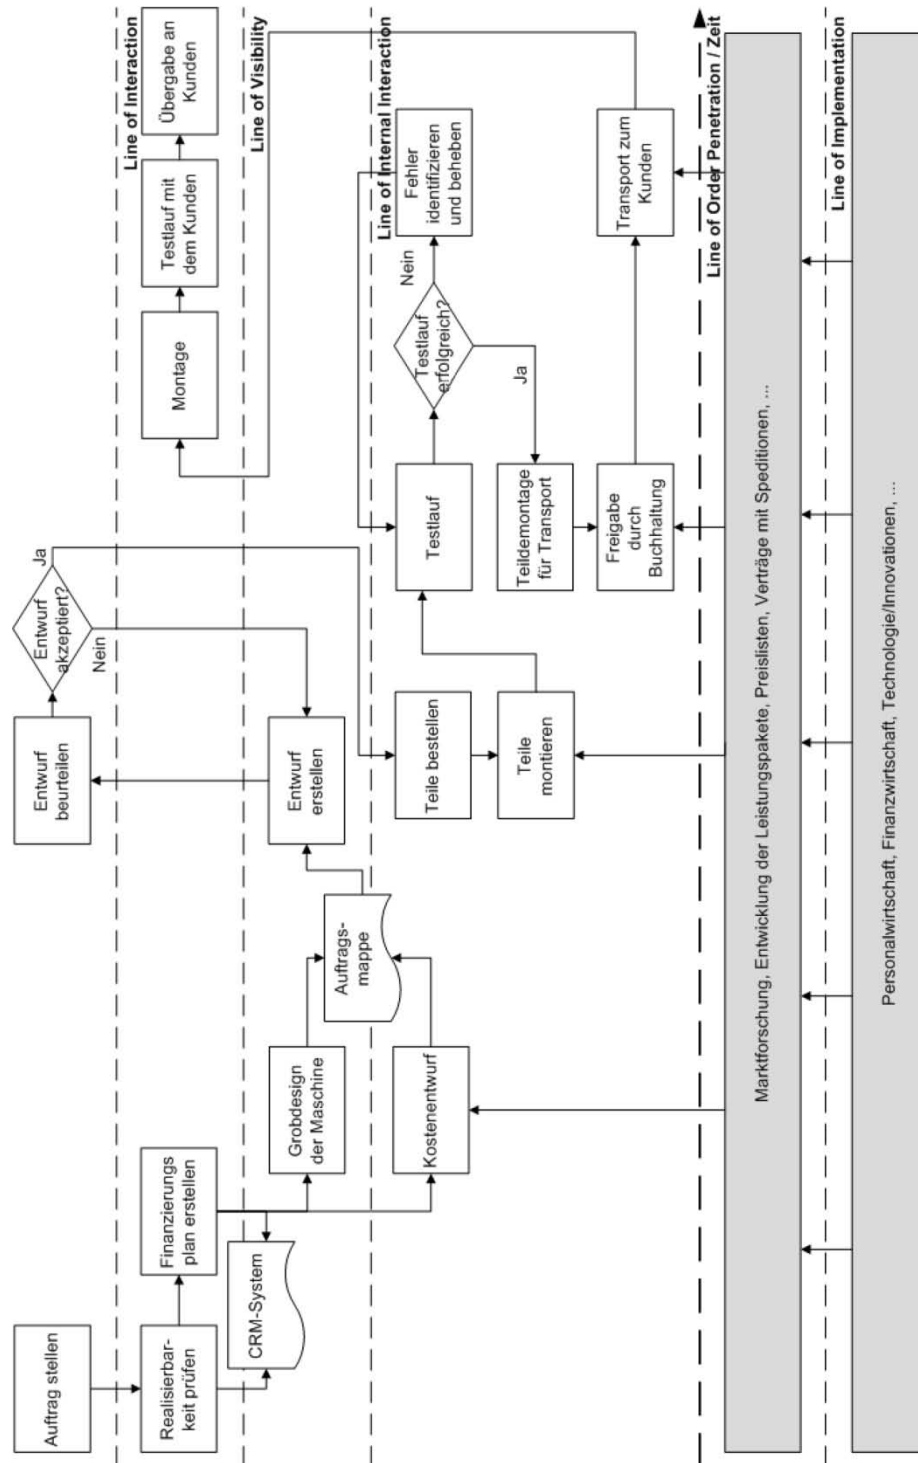 Auftrag stellen
Entwurf
beurteilen
Entwurf
akzeptiert?
Ja
Nein
Line of Interaction
Realisierbar-
keit prüfen
Finanzierungs
plan erstellen
Montage
Testlauf mit
dem Kunden
Übergabe an
Kunden
Line of Visibility
CRM-System
Grobdesign
der Maschine
Auftrags-
mappe
Entwurf
erstellen
Line of Internal Interaction
Kostenentwurf
Teile bestellen
Teile
montieren
Testlauf
Testlauf
erfolgreich?
Nein
Ja
Fehler
identifizieren
und beheben
Teildemontage
für Transport
Freigabe
durch
Buchhaltung
Transport zum
Kunden
Line of Order Penetration / Zeit
Marktforschung, Entwicklung der Leistungspakete, Preislisten, Verträge mit Speditionen, ...
Line of Implementation
Personalwirtschaft, Finanzwirtschaft, Technologie/Innovationen, ...